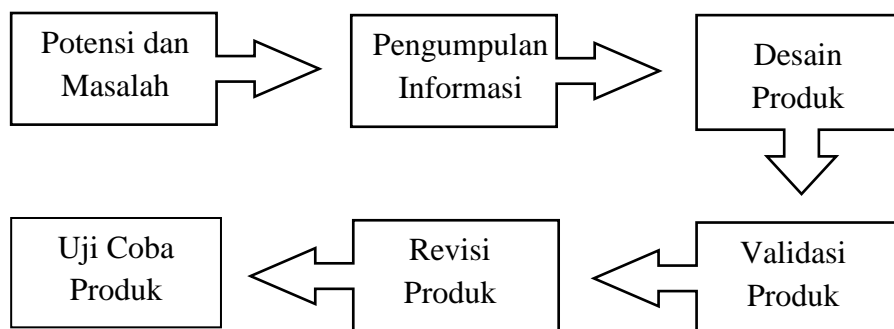 Potensi dan
Masalah
Pengumpulan
Informasi
Desain
Produk
Validasi
Produk
Revisi
Produk
Uji Coba
Produk